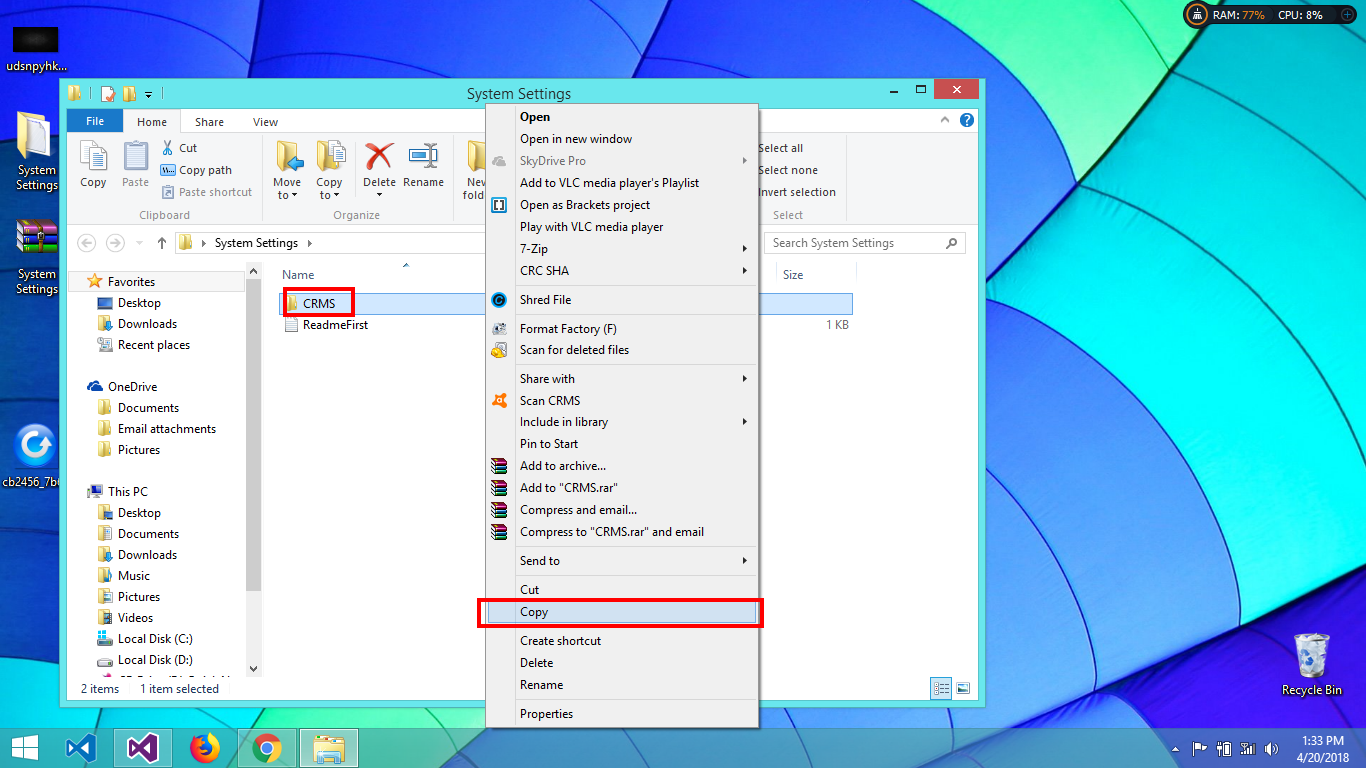 RAM: 77% CPU: 8%
udsnpyhk...
System
Settings
System
Settings
cb2456_7b6
System Settings
File
Home
Share
View
Copy
Paste
Cut
Copy path
Paste shortcut
Clipboard
Move
to
Copy
to
Delete
Rename
Organize
New
fold
Select all
Select none
Invert selection
Select
System Settings
Search System Settings
Favorites
Desktop
Downloads
Recent places
OneDrive
Documents
Email attachments
Pictures
This PC
Desktop
Documents
Downloads
Music
Pictures
Videos
Local Disk (C:)
Local Disk (D:)
Name
Size
CRMS
ReadmeFirst
1 KB
Open
Open in new window
SkyDrive Pro
Add to VLC media player's Playlist
Open as Brackets project
Play with VLC media player
7-Zip
CRC SHA
Shred File
Format Factory (F)
Scan for deleted files
Share with
Scan CRMS
Include in library
Pin to Start
Add to archive...
Add to "CRMS.rar"
Compress and email...
Compress to "CRMS.rar" and email
Send to
Cut
Copy
Create shortcut
Delete
Rename
Properties
2 items 1 item selected
Recycle Bin
1:33 PM
4/20/2018